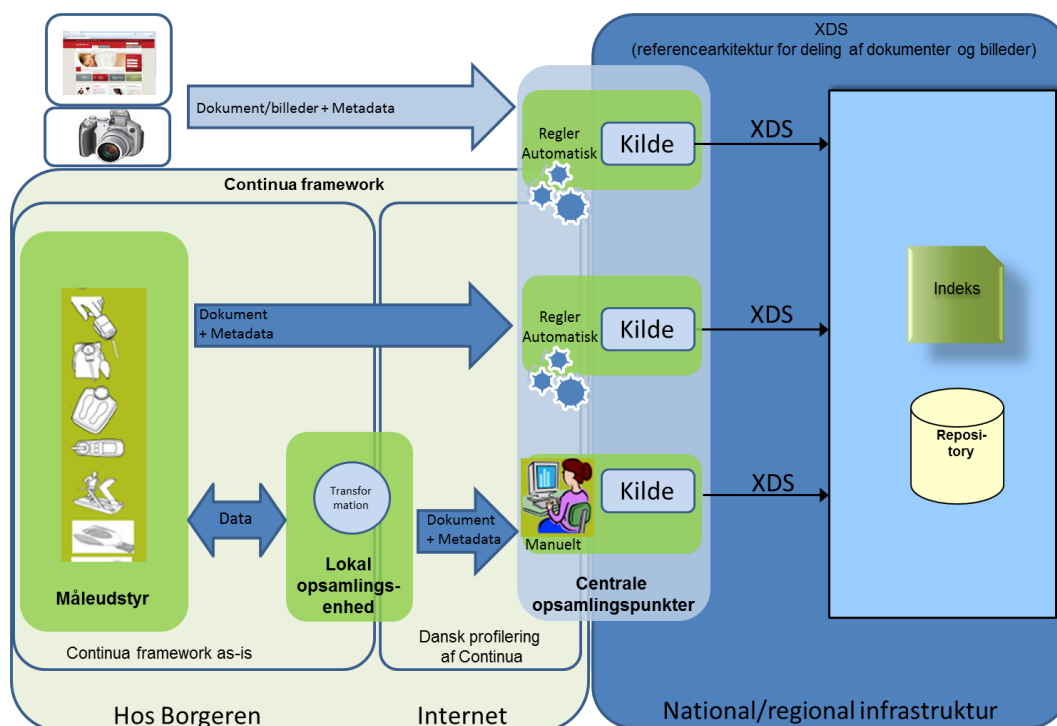 XDS
(referencearkitektur for deling af dokumenter og billeder)
Dokument/billeder + Metadata
Regler
Automatisk
Kilde
XDS
Continua framework
Indeks
Dokument
+ Metadata
Regler
Automatisk
Kilde
XDS
Reposi-
tory
Transfor
mation
Data
Dokument
+ Metadata
Manuelt
Kilde
XDS
Måleudstyr
Lokal
opsamlings-
enhed
Centrale
opsamlingspunkter
Continua framework as-is
Dansk profilering
af Continua
Hos Borgeren
Internet
National/regional infrastruktur